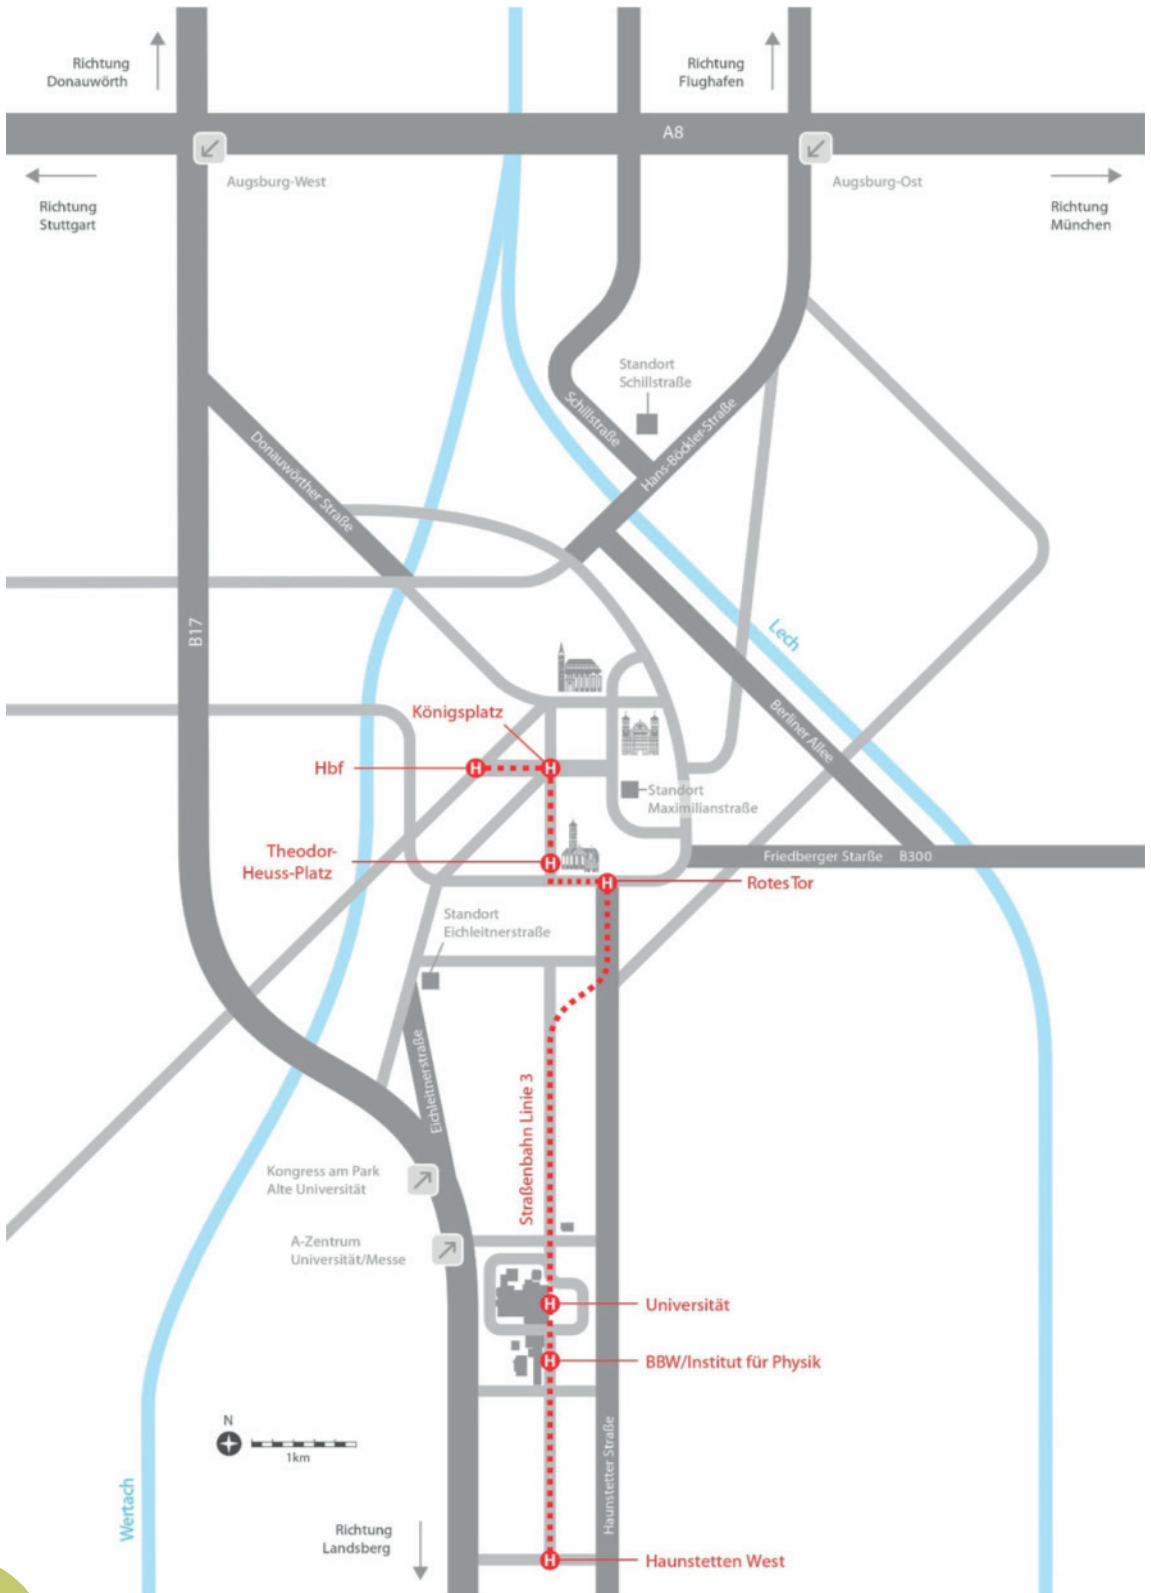 Richtung
Donauwörth
Richtung
Flughafen
A8
Augsburg-West
Augsburg-Ost
Richtung
Stuttgart
Richtung
München
Standort
Schillstraße
Schillstraße
Hans-Böckler-Straße
Donauwörther Straße
B17
Lech
Königsplatz
Berliner Allee
Hbf
H
H
Standort
Maximilianstraße
Theodor-
Heuss-Platz
H
Friedberger Starße B300
H
RotesTor
Standort
Eichleitnerstraße
Eichleitnerstraße
Straßenbahn Linie 3
Kongress am Park
Alte Universität
A-Zentrum
Universität/Messe
H
Universität
H
BBW/Institut für Physik
N
1km
Haunstetter Straße
Wertach
Richtung
Landsberg
H
Haunstetten West